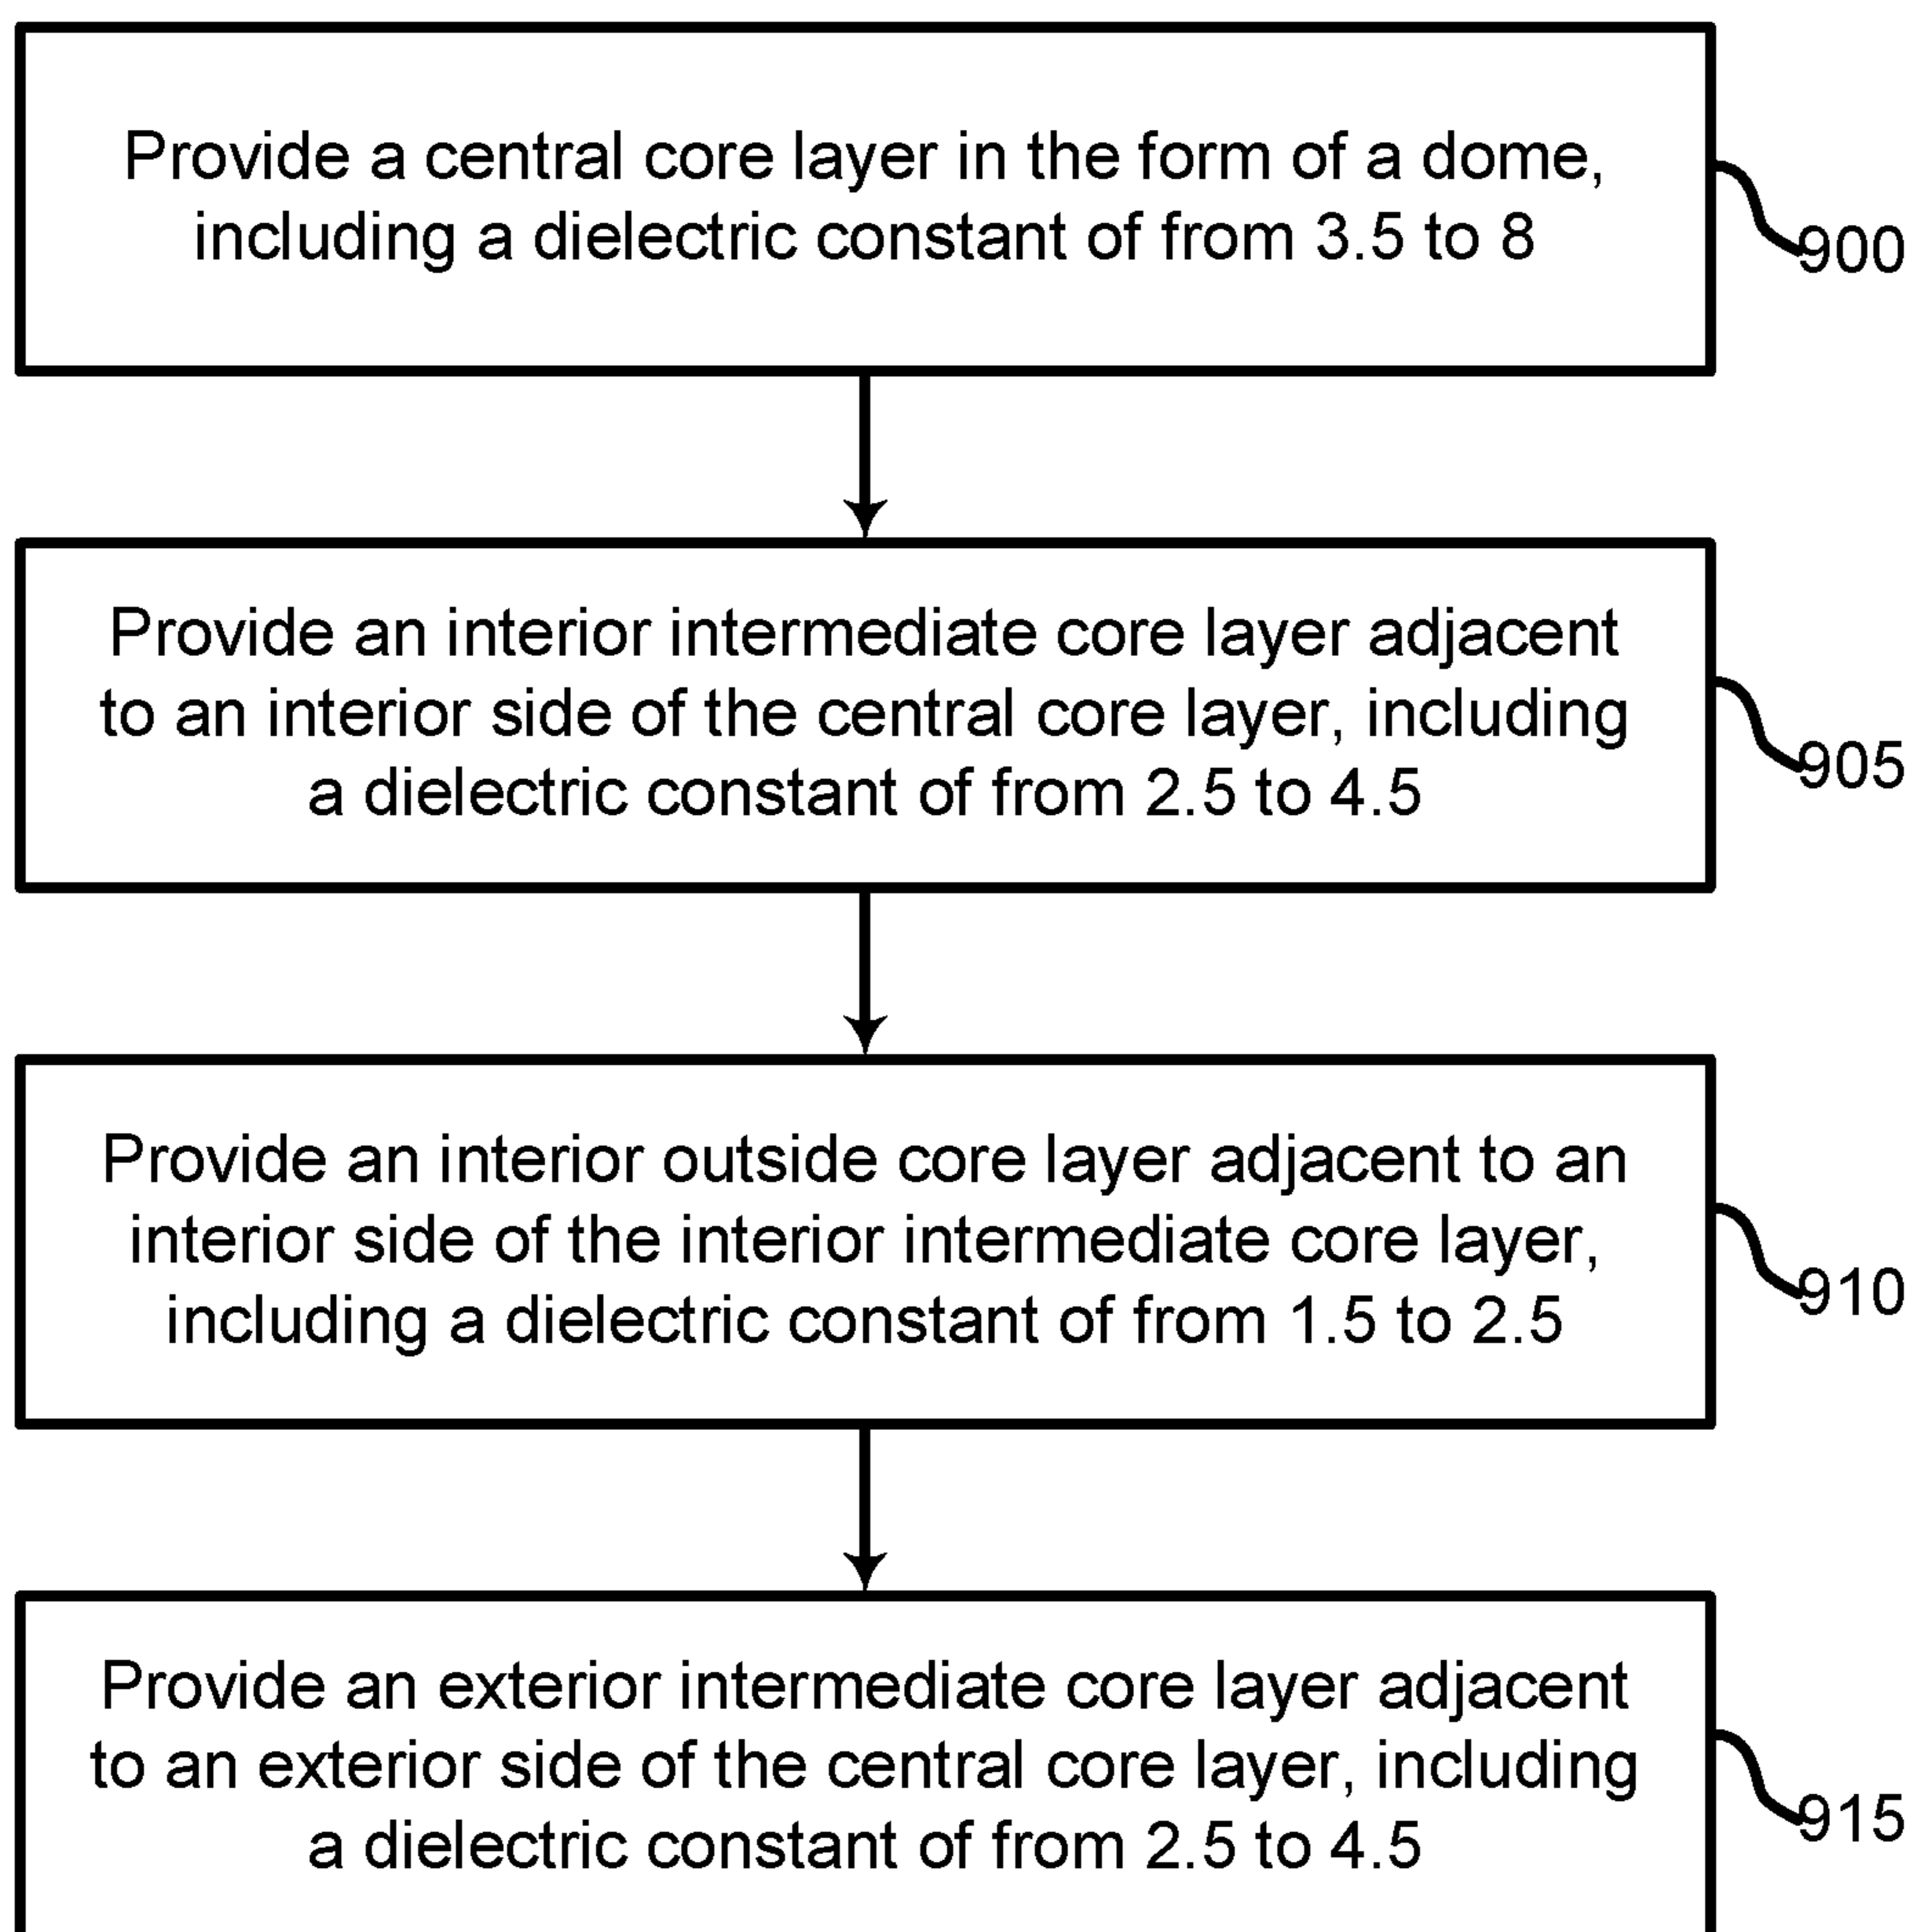 Provide a central core layer in the form of a dome,
including a dielectric constant of from 3.5 to 8
900
Provide an interior intermediate core layer adjacent
to an interior side of the central core layer, including
a dielectric constant of from 2.5 to 4.5
905
Provide an interior outside core layer adjacent to an
interior side of the interior intermediate core layer,
including a dielectric constant of from 1.5 to 2.5
910
Provide an exterior intermediate core layer adjacent
to an exterior side of the central core layer, including
a dielectric constant of from 2.5 to 4.5
915